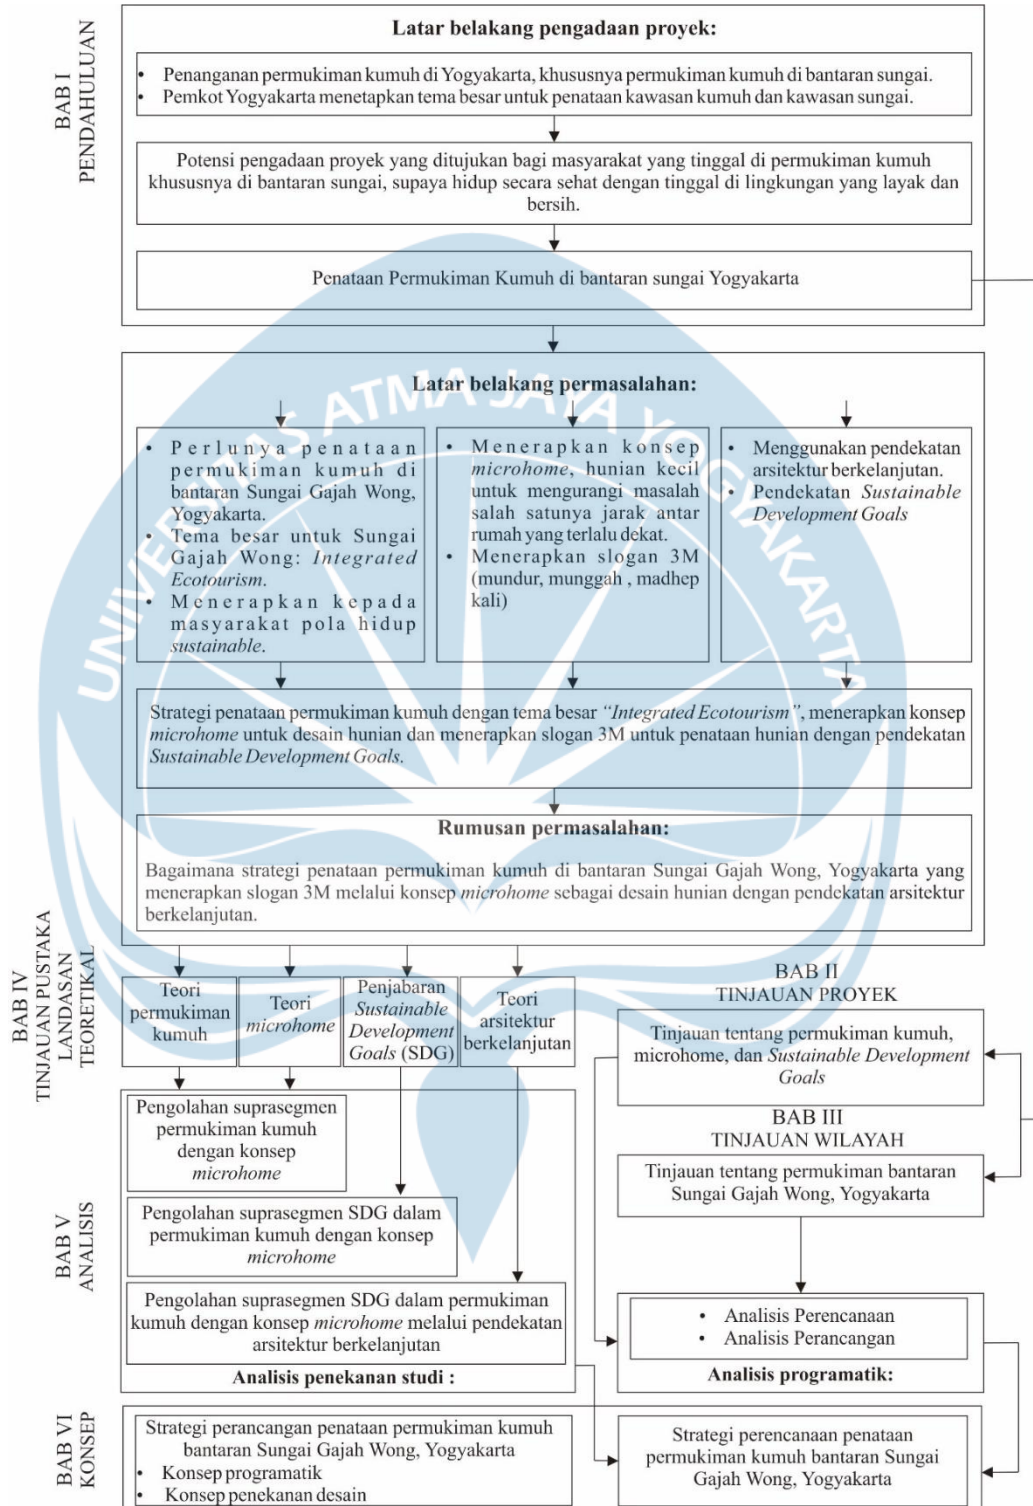 BAB I
PENDAHULUAN
Latar belakang pengadaan proyek:
• Penanganan permukiman kumuh di Yogyakarta, khususnya permukiman kumuh di bantaran sungai.
• Pemkot Yogyakarta menetapkan tema besar untuk penataan kawasan kumuh dan kawasan sungai.
Potensi pengadaan proyek yang ditujukan bagi masyarakat yang tinggal di permukiman kumuh
khususnya di bantaran sungai, supaya hidup secara sehat dengan tinggal di lingkungan yang layak dan
bersih.
Penataan Permukiman Kumuh di bantaran sungai Yogyakarta
UNIVERSITAS ATMA JAYA YOGYAKARTA
Latar belakang permasalahan:
• Perlunya penataan
permukiman kumuh di
bantaran Sungai Gajah Wong,
Yogyakarta.
• Tema besar untuk Sungai
Gajah Wong: Integrated
Ecotourism.
• Menerapkan kepada
masyarakat pola hidup
sustainable.
• Menerapkan konsep
microhome, hunian kecil
untuk mengurangi masalah
salah satunya jarak antar
rumah yang terlalu dekat.
• Menerapkan slogan 3M
(mundur, munggah , madhep
kali)
• Menggunakan pendekatan
arsitektur berkelanjutan.
• Pendekatan Sustainable
Development Goals
Strategi penataan permukiman kumuh dengan tema besar “Integrated Ecotourism”, menerapkan konsep
microhome untuk desain hunian dan menerapkan slogan 3M untuk penataan hunian dengan pendekatan
Sustainable Development Goals.
Rumusan permasalahan:
Bagaimana strategi penataan permukiman kumuh di bantaran Sungai Gajah Wong, Yogyakarta yang
menerapkan slogan 3M melalui konsep microhome sebagai desain hunian dengan pendekatan arsitektur
berkelanjutan.
BAB IV
TINJAUAN PUSTAKA
LANDASAN
TEORETIKAL
Teori
permukiman
kumuh
Teori
microhome
Penjabaran
Sustainable
Development
Goals (SDG)
Teori
arsitektur
berkelanjutan
BAB II
TINJAUAN PROYEK
Tinjauan tentang permukiman kumuh,
microhome, dan Sustainable Development
Goals
BAB III
TINJAUAN WILAYAH
Tinjauan tentang permukiman bantaran
Sungai Gajah Wong, Yogyakarta
BAB V
ANALISIS
Pengolahan suprasegmen
permukiman kumuh
dengan konsep
microhome
Pengolahan suprasegmen SDG dalam
permukiman kumuh dengan konsep
microhome
Pengolahan suprasegmen SDG dalam permukiman
kumuh dengan konsep microhome melalui pendekatan
arsitektur berkelanjutan
Analisis penekanan studi :
• Analisis Perencanaan
• Analisis Perancangan
Analisis programatik:
BAB VI
KONSEP
Strategi perancangan penataan permukiman kumuh
bantaran Sungai Gajah Wong, Yogyakarta
• Konsep programatik
• Konsep penekanan desain
Strategi perencanaan penataan
permukiman kumuh bantaran Sungai
Gajah Wong, Yogyakarta